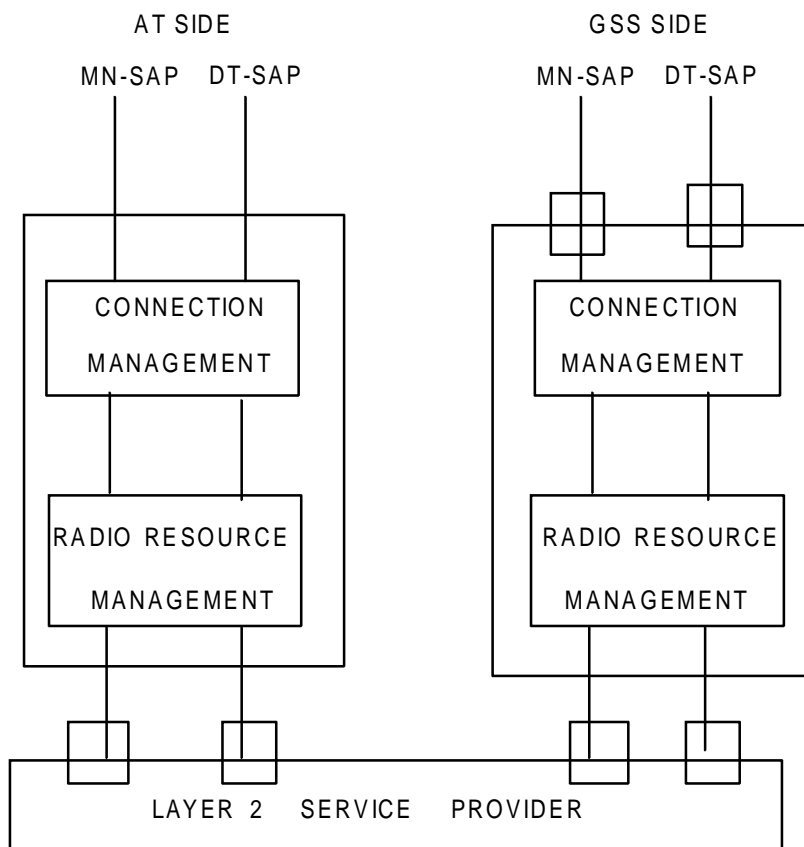 AT SIDE
GSS SIDE
MN-SAP DT-SAP
MN-SAP DT-SAP
CONNECTION
MANAGEMENT
CONNECTION
MANAGEMENT
RADIO RESOURCE
MANAGEMENT
RADIO RESOURCE
MANAGEMENT
LAYER 2 SERVICE PROVIDER